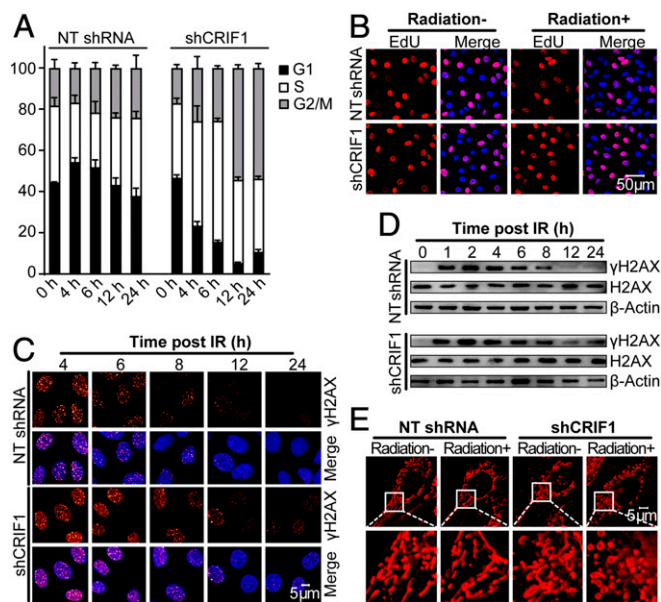 A
NT shRNA shCRIF1
100
80
60
40
20
0
G1
S
G2/M
0 h 4 h 6 h 12 h 24 h 0 h 4 h 6 h 12 h 24 h
B
Radiation- Radiation+
EdU Merge EdU Merge
NT shRNA
shCRIF1
50μm
C
Time post IR (h)
4 6 8 12 24
NT shRNA
γH2AX
Merge
shCRIF1
γH2AX
Merge
5μm
D
Time post IR (h)
0 1 2 4 6 8 12 24
NT shRNA
γH2AX
H2AX
β-Actin
shCRIF1
γH2AX
H2AX
β-Actin
E
NT shRNA shCRIF1
Radiation- Radiation+ Radiation- Radiation+
5μm